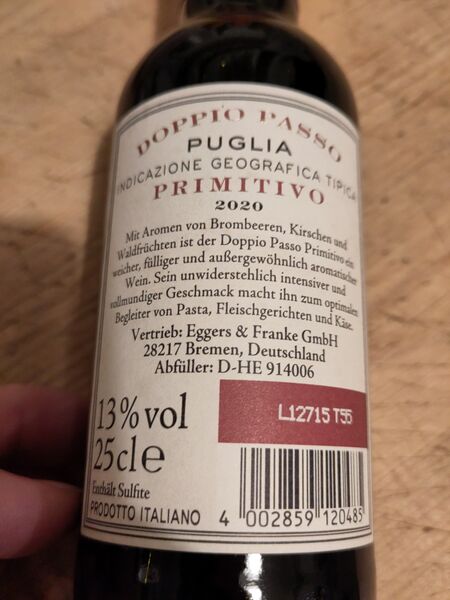 DOPPIO PASSO
PUGLIA
INDICAZIONE GEOGRAFICA TIPICA
PRIMITIVO
2020
Mit Aromen von Brombeeren, Kirschen und
Waldfrüchten ist der Doppio Passo Primitivo ein
weicher, fülliger und außergewöhnlich aromatischer
Wein. Sein unwiderstehlich intensiver und
vollmundiger Geschmack macht ihn zum optimalen
Begleiter von Pasta, Fleischgerichten und Käse.
Vertrieb: Eggers & Franke GmbH
28217 Bremen, Deutschland
Abfüller: D-HE 914006
13% vol
25cl e
L12715 T55
Enthält Sulfite
PRODOTTO ITALIANO
4 002859 120485